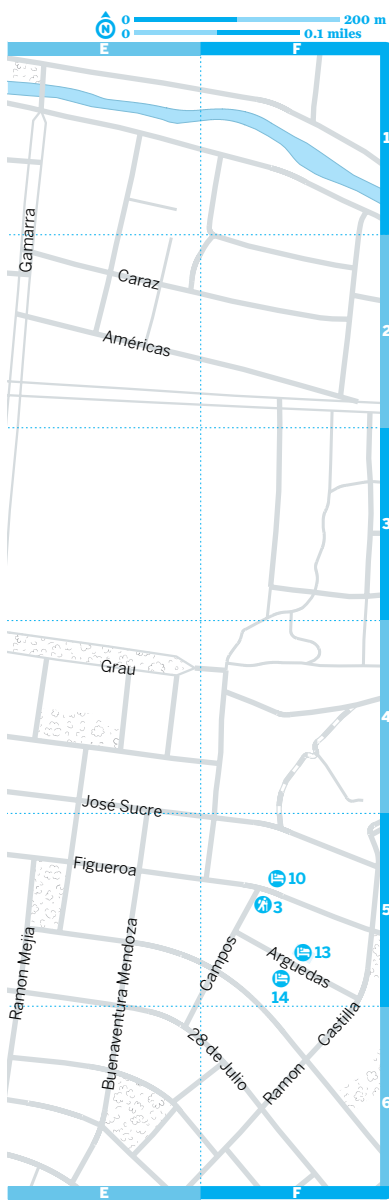 N
0 200 m
0 0.1 miles
E F
1
Gamarra
Caraz
2
Américas
3
Grau
4
José Sucre
Figueroa
10
3
5
Campos
13
Arguedas
14
Ramon Mejia
Buenaventura Mendoza
28 de Julio
Ramon Castilla
6
E F